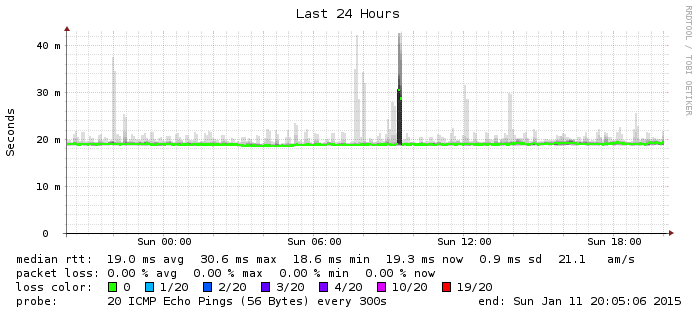 Last 24 Hours
RRDTOOL / TOBI OETIKER
Seconds
40 m
30 m
20 m
10 m
0
Sun 00:00 Sun 06:00 Sun 12:00 Sun 18:00
median rtt: 19.0 ms avg 30.6 ms max 18.6 ms min 19.3 ms now 0.9 ms sd 21.1 am/s
packet loss: 0.00 % avg 0.00 % max 0.00 % min 0.00 % now
loss color: 0 1/20 2/20 3/20 4/20 10/20 19/20
probe: 20 ICMP Echo Pings (56 Bytes) every 300s end: Sun Jan 11 20:05:06 2015